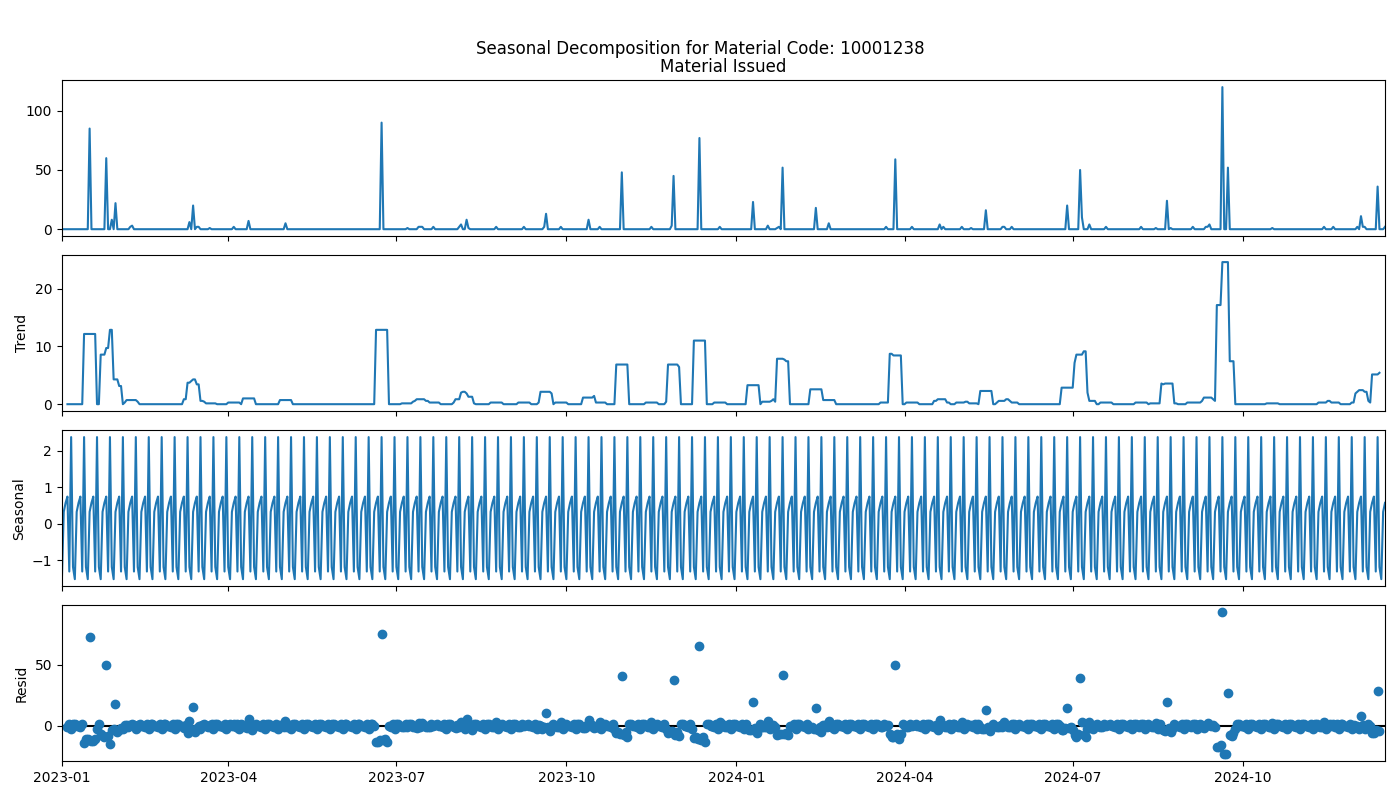 Seasonal Decomposition for Material Code: 10001238
Material Issued
100
50
0
Trend
20
10
0
Seasonal
2
1
0
−1
Resid
50
0
2023-01 2023-04 2023-07 2023-10 2024-01 2024-04 2024-07 2024-10